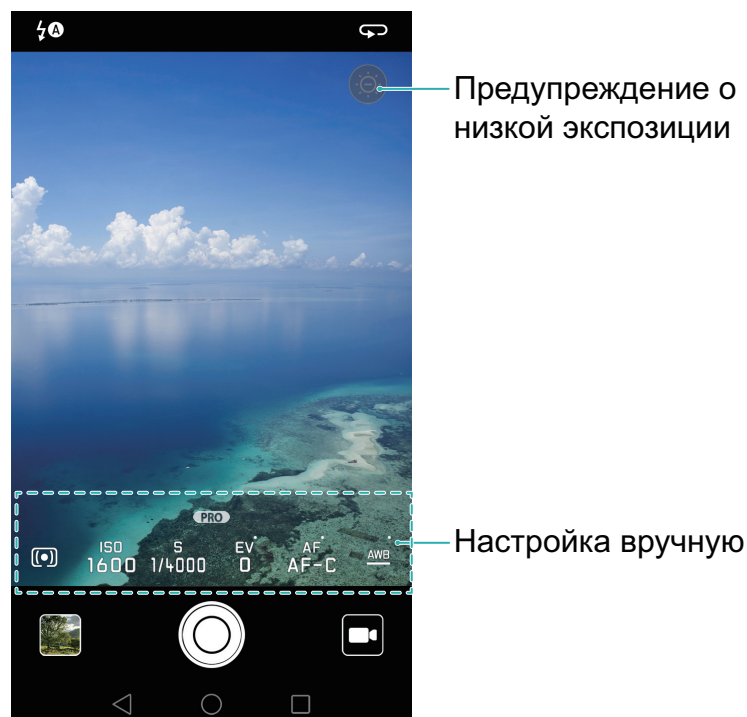 A
Предупреждение о
низкой экспозиции
PRO
ISO S EV AF AWB
1600 1/4000 0 AF-C
Настройка вручную